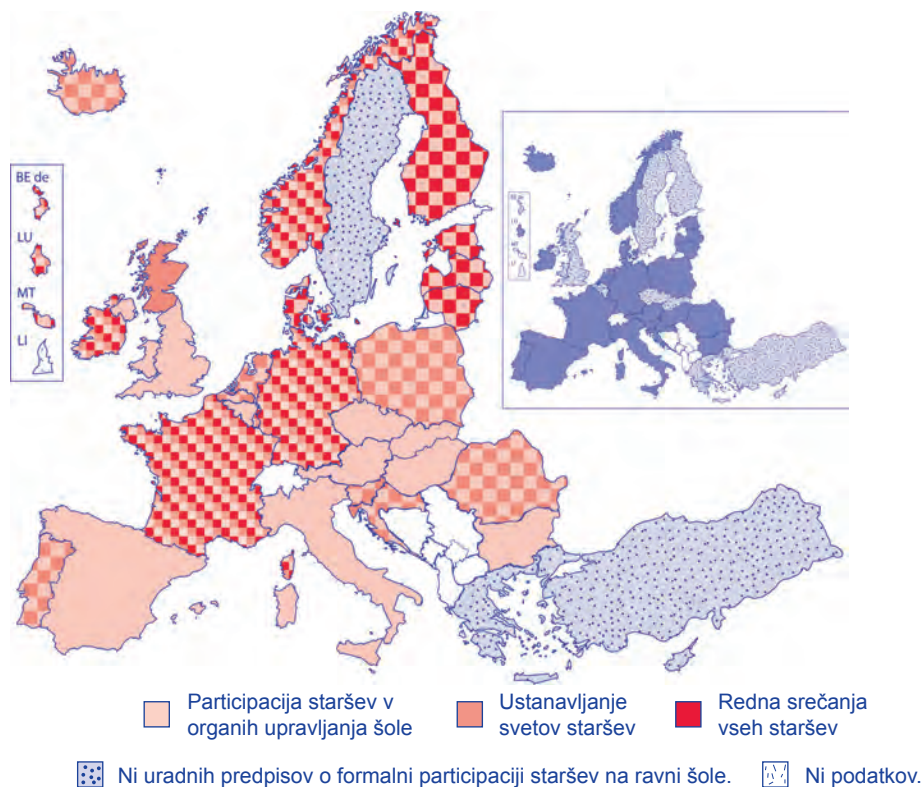 BE de
LU
MT
LI
Participacija staršev v
organih upravljanja šole
Ustanavljanje
svetov staršev
Redna srečanja
vseh staršev
Ni uradnih predpisov o formalni participaciji staršev na ravni šole.
Ni podatkov.